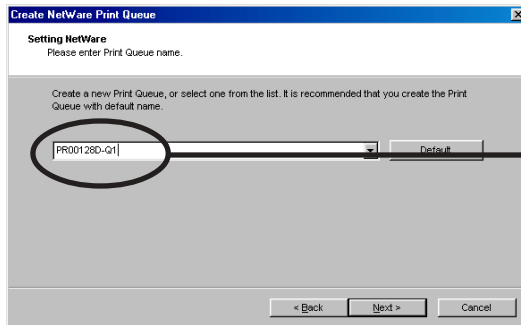 Create NetWare Print Queue
Setting NetWare
Please enter Print Queue name.
Create a new Print Queue, or select one from the list. It is recommended that you create the Print
Queue with default name.
PR00128D-Q1
Default
< Back Next > Cancel